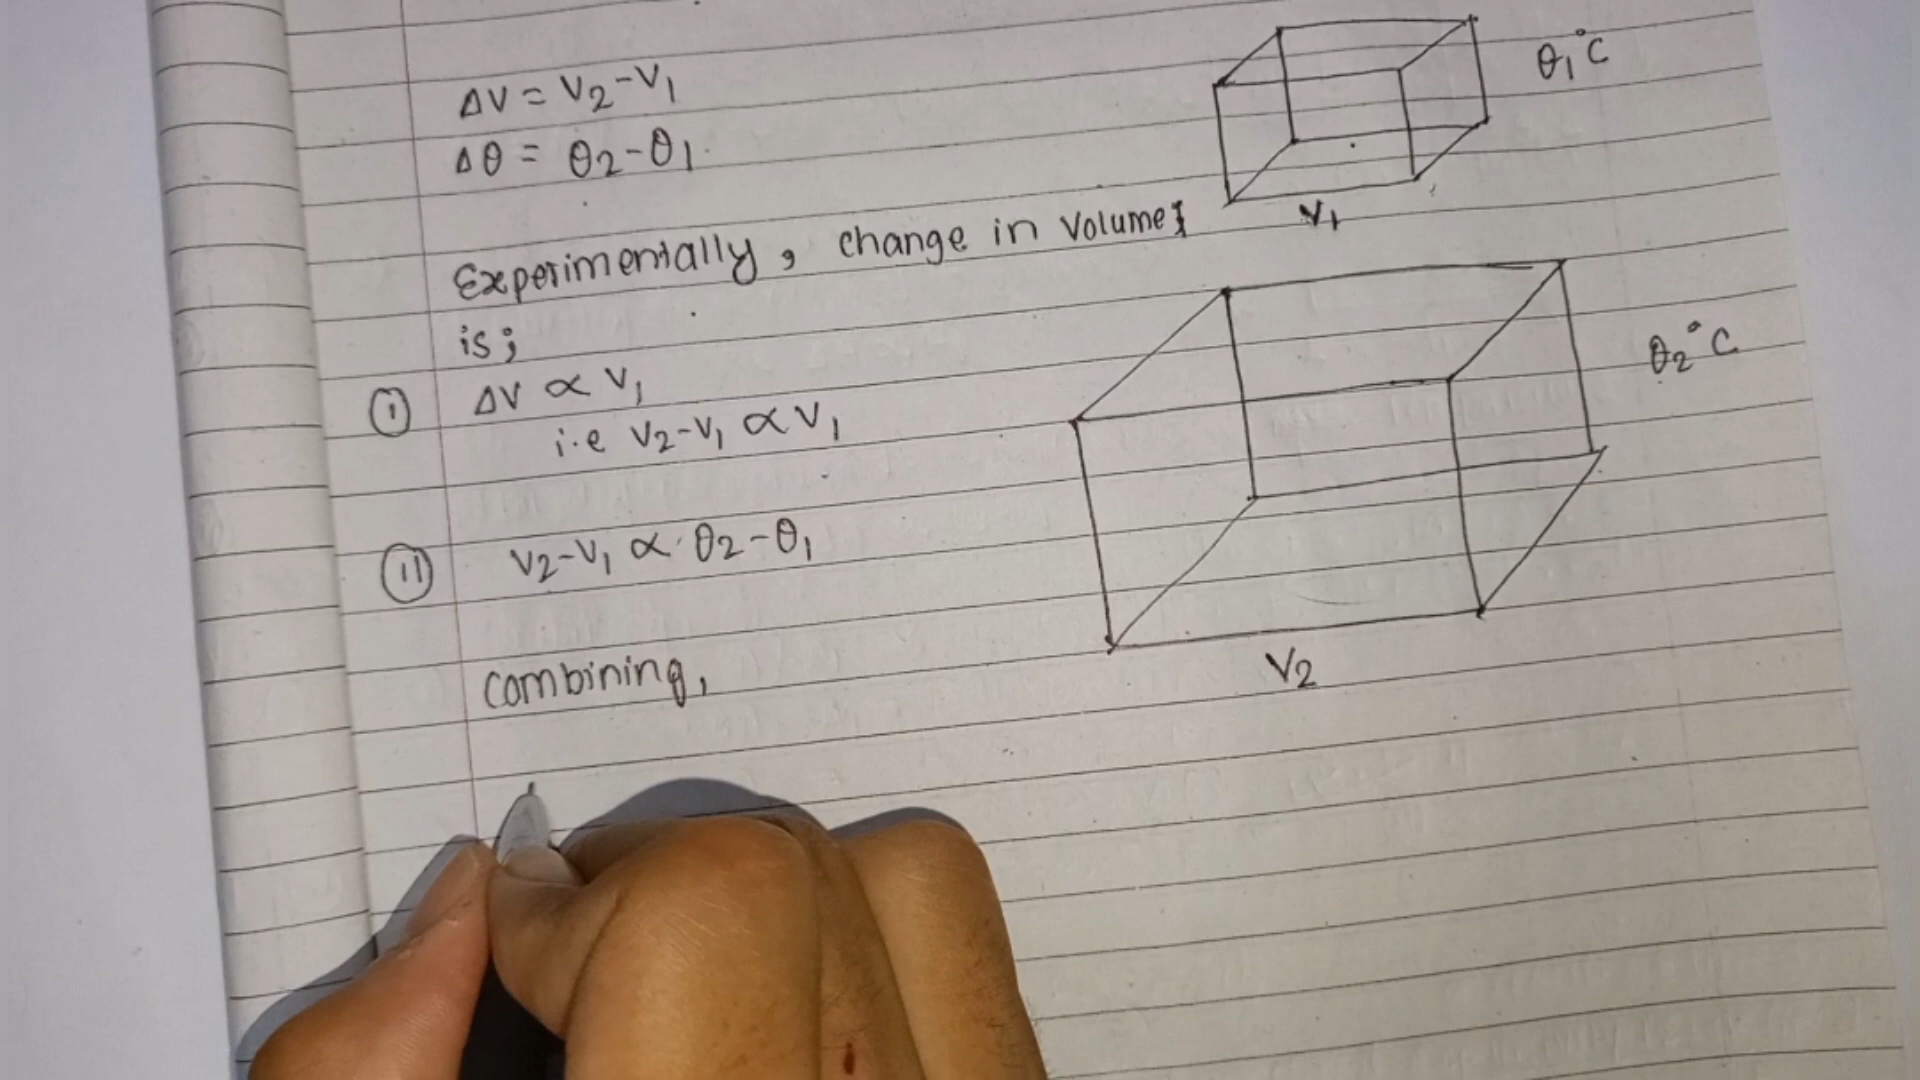 ΔV = V₂-V₁
Δθ = θ₂-θ₁
θ₁°C
V₁
Experimentally, change in volume
is;
(i) ΔV ∝ V₁
i.e V₂-V₁ ∝ V₁
θ₂°C
(ii) V₂-V₁ ∝ θ₂-θ₁
V₂
combining,